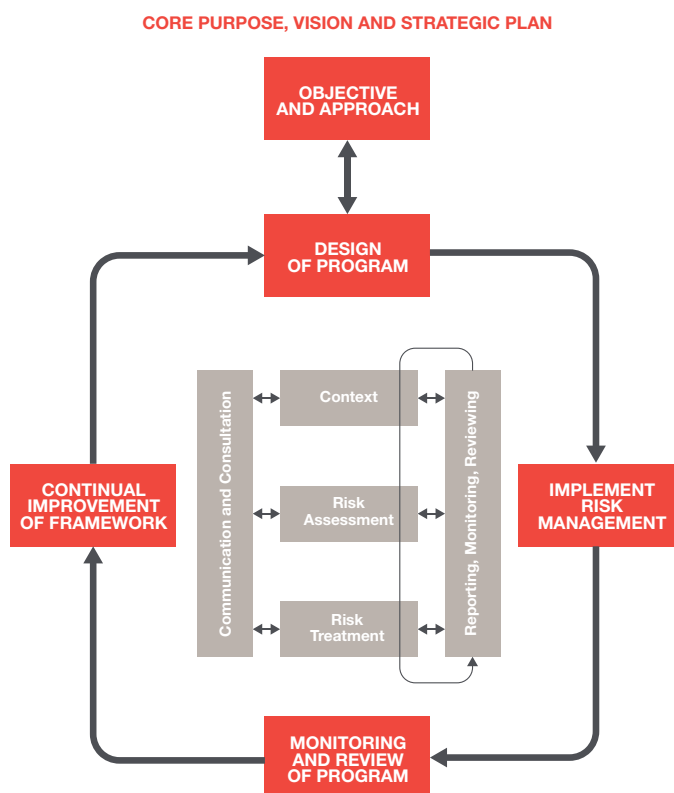 CORE PURPOSE, VISION AND STRATEGIC PLAN
OBJECTIVE
AND APPROACH
DESIGN
OF PROGRAM
Communication and Consultation
Context
Reporting, Monitoring, Reviewing
Risk
Assessment
Risk
Treatment
CONTINUAL
IMPROVEMENT
OF FRAMEWORK
IMPLEMENT
RISK
MANAGEMENT
MONITORING
AND REVIEW
OF PROGRAM